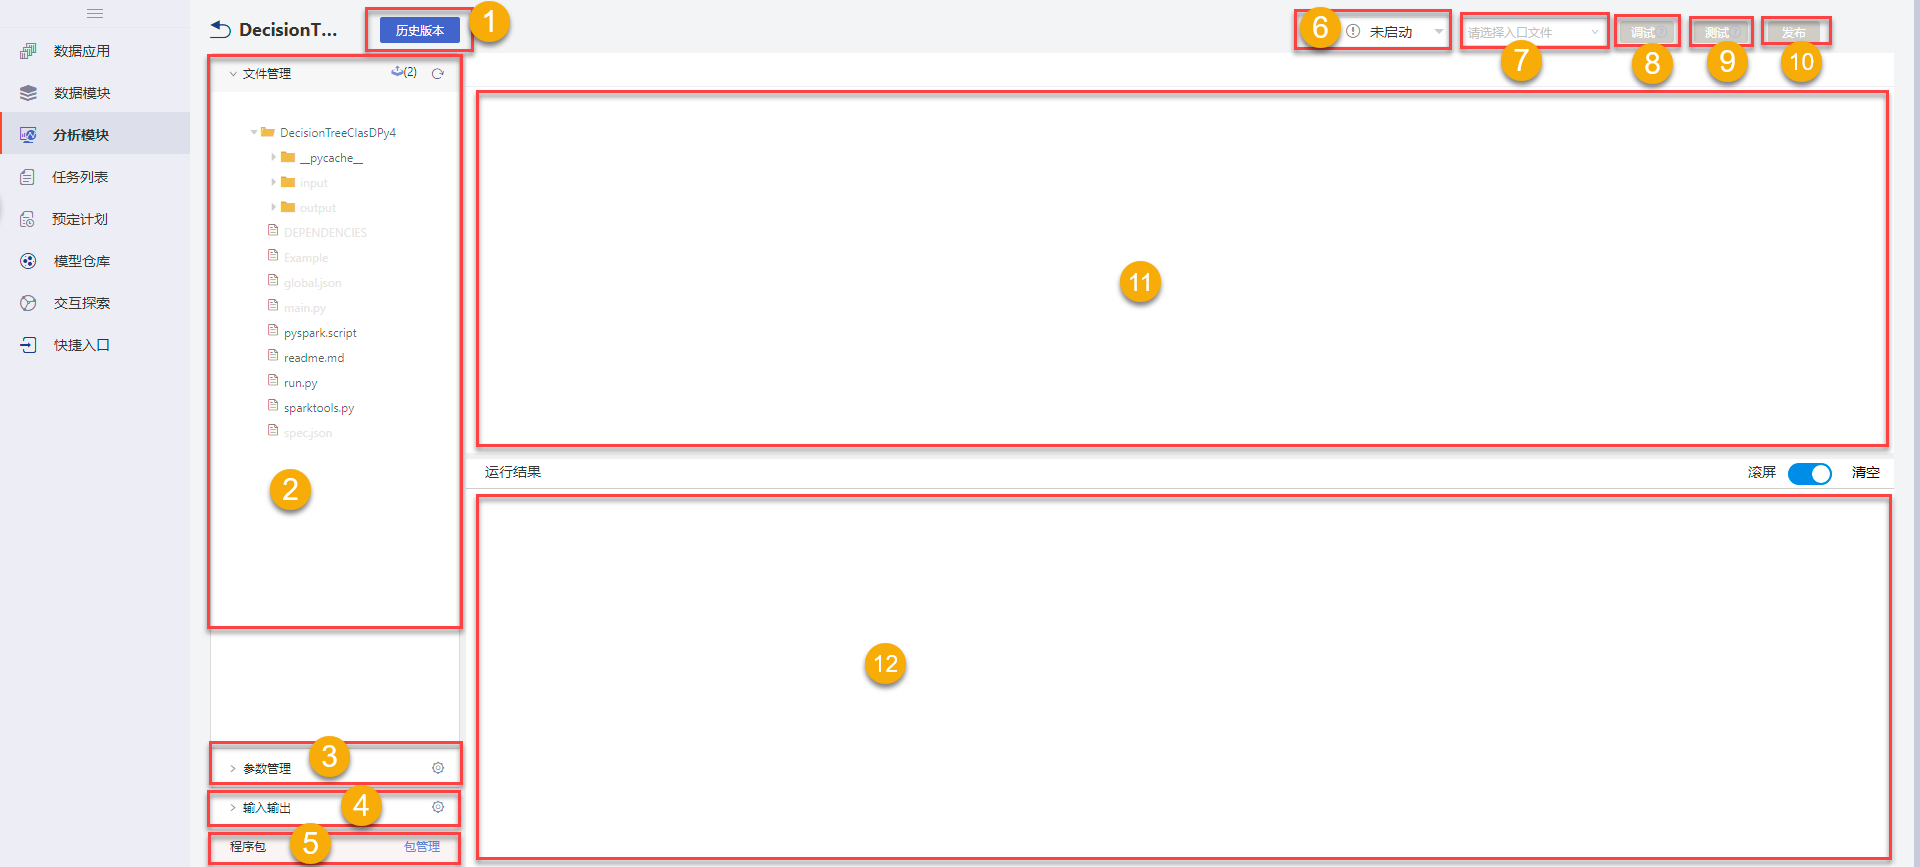 数据应用
数据模块
分析模块
任务列表
预定计划
模型仓库
交互探索
快捷入口
DecisionT...
历史版本
1
6
未启动
请选择入口文件
7
调试
8
测试
9
发布
10
文件管理
(2)
DecisionTreeClasDPy4
__pycache__
input
output
DEPENDENCIES
Example
global.json
main.py
pyspark.script
readme.md
run.py
sparktools.py
spec.json
2
参数管理
3
输入输出
4
程序包
5
包管理
11
运行结果
滚屏
清空
12